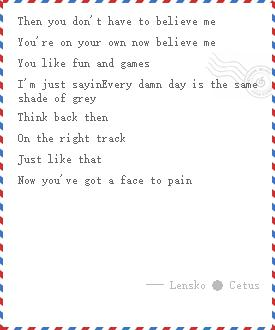 Then you don't have to believe me
You're on your own now believe me
You like fun and games
I'm just sayinEvery damn day is the same
shade of grey
Think back then
On the right track
Just like that
Now you've got a face to pain
—— Lensko ● Cetus